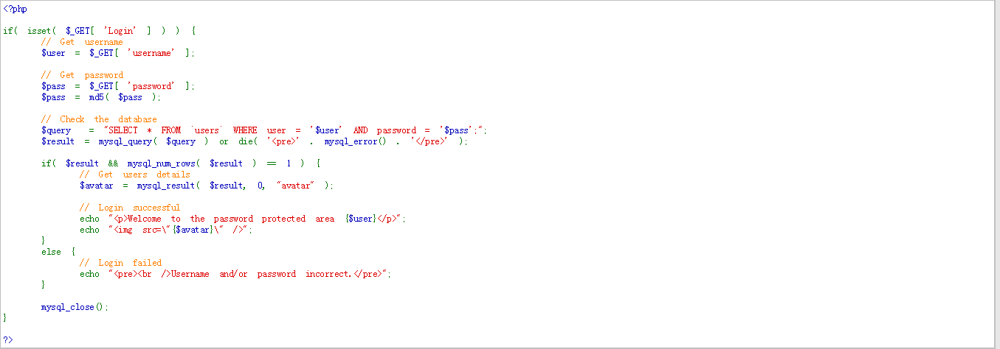 <?php

if( isset( $_GET[ 'Login' ] ) ) {
    // Get username
    $user = $_GET[ 'username' ];

    // Get password
    $pass = $_GET[ 'password' ];
    $pass = md5( $pass );

    // Check the database
    $query  = "SELECT * FROM `users` WHERE user = '$user' AND password = '$pass';";
    $result = mysql_query( $query ) or die( '<pre>' . mysql_error() . '</pre>' );

    if( $result && mysql_num_rows( $result ) == 1 ) {
        // Get users details
        $avatar = mysql_result( $result, 0, "avatar" );

        // Login successful
        echo "<p>Welcome to the password protected area {$user}</p>";
        echo "<img src=\"{$avatar}\" />";
    }
    else {
        // Login failed
        echo "<pre><br />Username and/or password incorrect.</pre>";
    }

    mysql_close();
}

?>